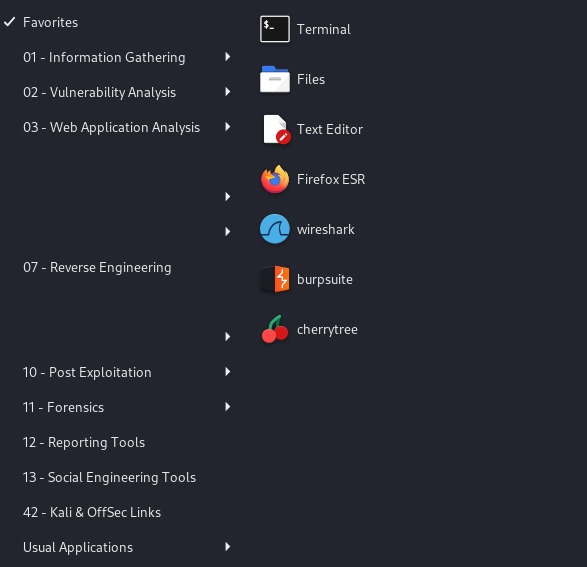 Favorites
01 - Information Gathering
02 - Vulnerability Analysis
03 - Web Application Analysis
07 - Reverse Engineering
10 - Post Exploitation
11 - Forensics
12 - Reporting Tools
13 - Social Engineering Tools
42 - Kali & OffSec Links
Usual Applications
$_
Terminal
Files
Text Editor
Firefox ESR
wireshark
burpsuite
cherrytree